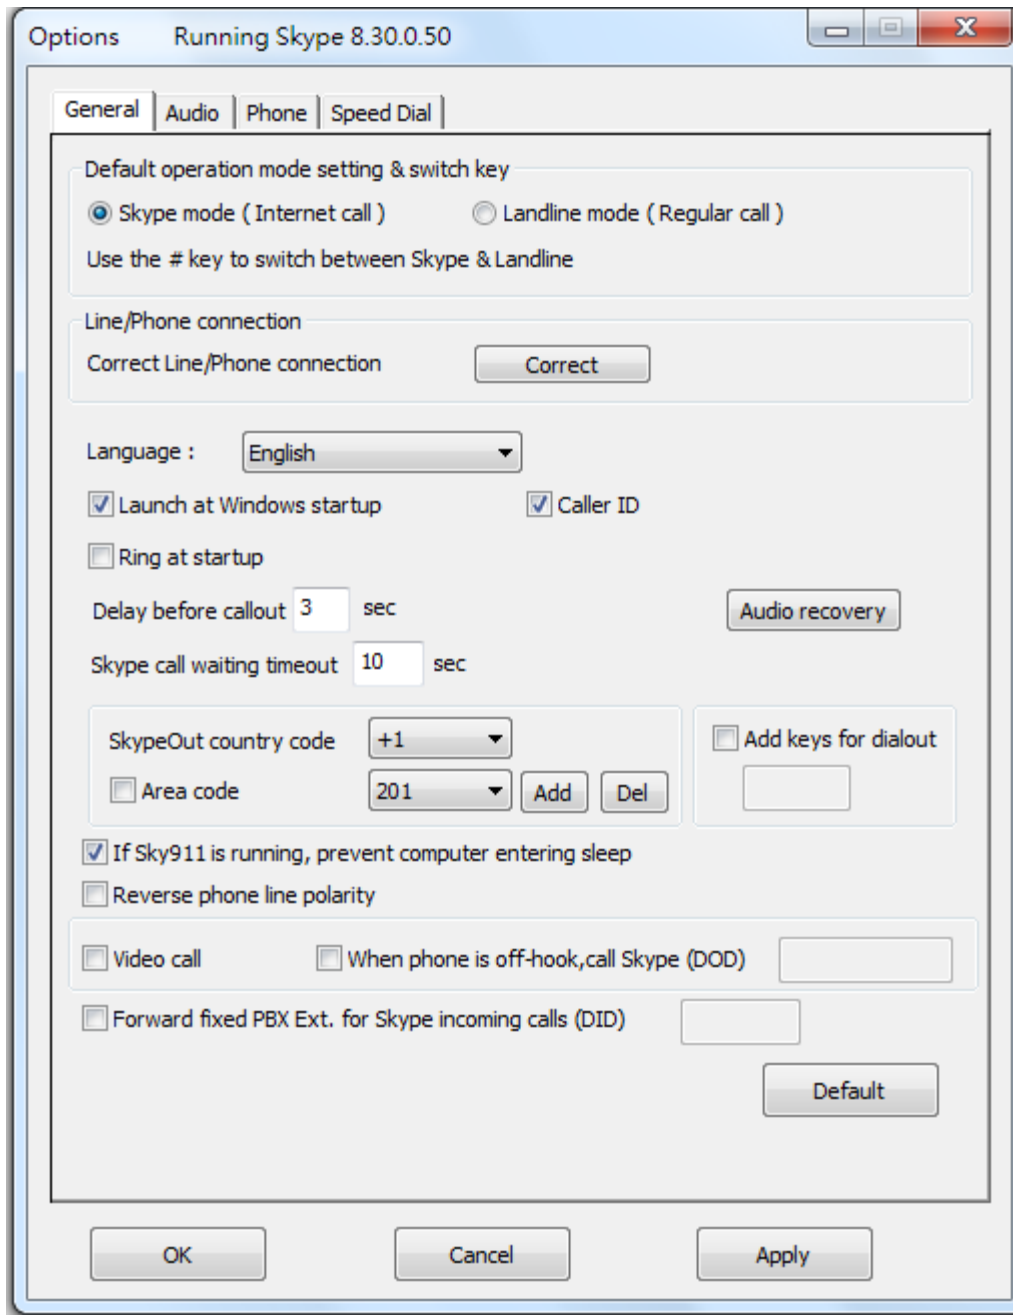 Options Running Skype 8.30.0.50
General Audio Phone Speed Dial
Default operation mode setting & switch key
Skype mode ( Internet call ) Landline mode ( Regular call )
Use the # key to switch between Skype & Landline
Line/Phone connection
Correct Line/Phone connection Correct
Language : English
Launch at Windows startup Caller ID
Ring at startup
Delay before callout 3 sec Audio recovery
Skype call waiting timeout 10 sec
SkypeOut country code +1 Add keys for dialout
Area code 201 Add Del
If Sky911 is running, prevent computer entering sleep
Reverse phone line polarity
Video call When phone is off-hook,call Skype (DOD)
Forward fixed PBX Ext. for Skype incoming calls (DID)
Default
OK Cancel Apply